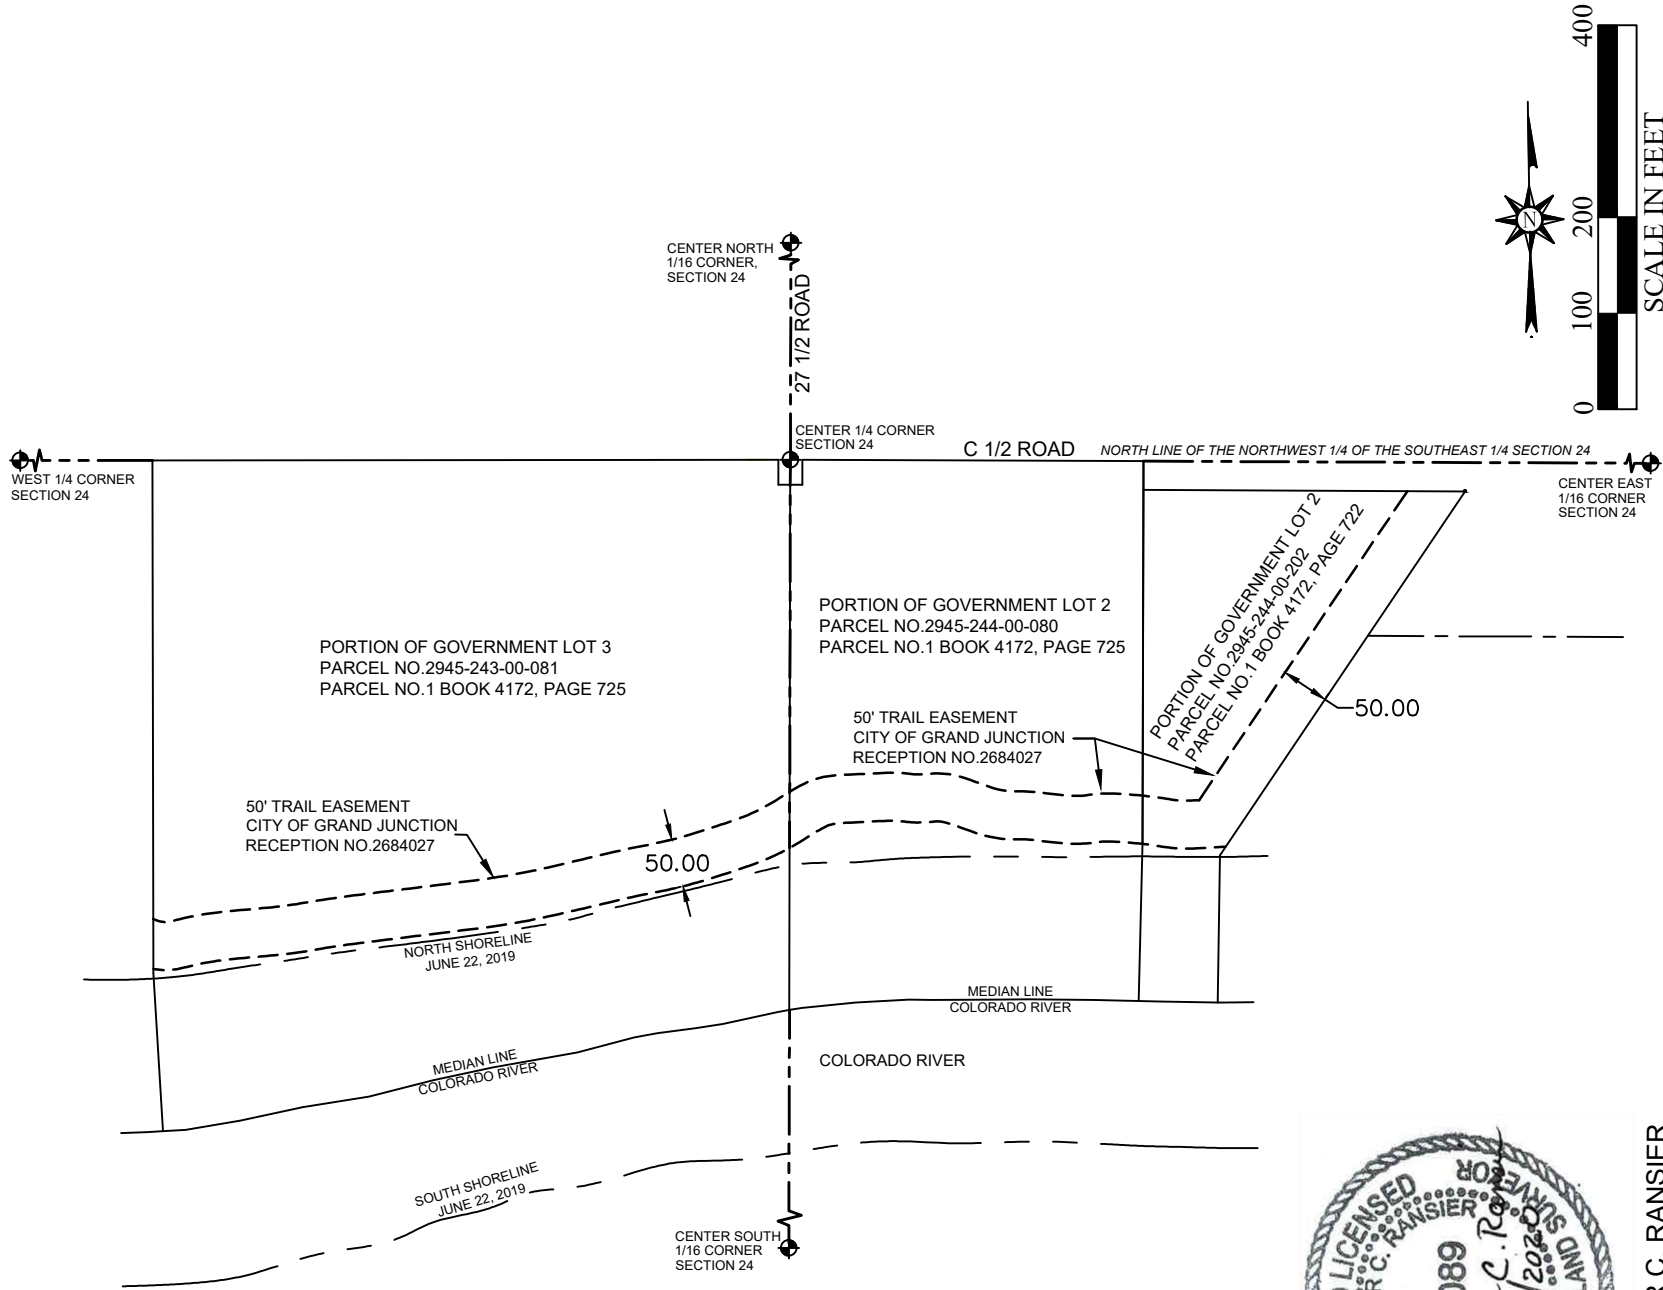 400
200
100
0
SCALE IN FEET
N
CENTER NORTH
1/16 CORNER,
SECTION 24
27 1/2 ROAD
CENTER 1/4 CORNER
SECTION 24
C 1/2 ROAD
NORTH LINE OF THE NORTHWEST 1/4 OF THE SOUTHEAST 1/4 SECTION 24
WEST 1/4 CORNER
SECTION 24
CENTER EAST
1/16 CORNER
SECTION 24
PORTION OF GOVERNMENT LOT 3
PARCEL NO.2945-243-00-081
PARCEL NO.1 BOOK 4172, PAGE 725
PORTION OF GOVERNMENT LOT 2
PARCEL NO.2945-244-00-080
PARCEL NO.1 BOOK 4172, PAGE 725
PORTION OF GOVERNMENT LOT 2
PARCEL NO.2945-244-00-202
PARCEL NO.1 BOOK 4172, PAGE 722
50.00
50' TRAIL EASEMENT
CITY OF GRAND JUNCTION
RECEPTION NO.2684027
50' TRAIL EASEMENT
CITY OF GRAND JUNCTION
RECEPTION NO.2684027
50.00
NORTH SHORELINE
JUNE 22, 2019
MEDIAN LINE
COLORADO RIVER
MEDIAN LINE
COLORADO RIVER
COLORADO RIVER
SOUTH SHORELINE
JUNE 22, 2019
CENTER SOUTH
1/16 CORNER
SECTION 24
LICENSED
C. RANSIER
SURVEYOR
LAND
089
C. RANSIER